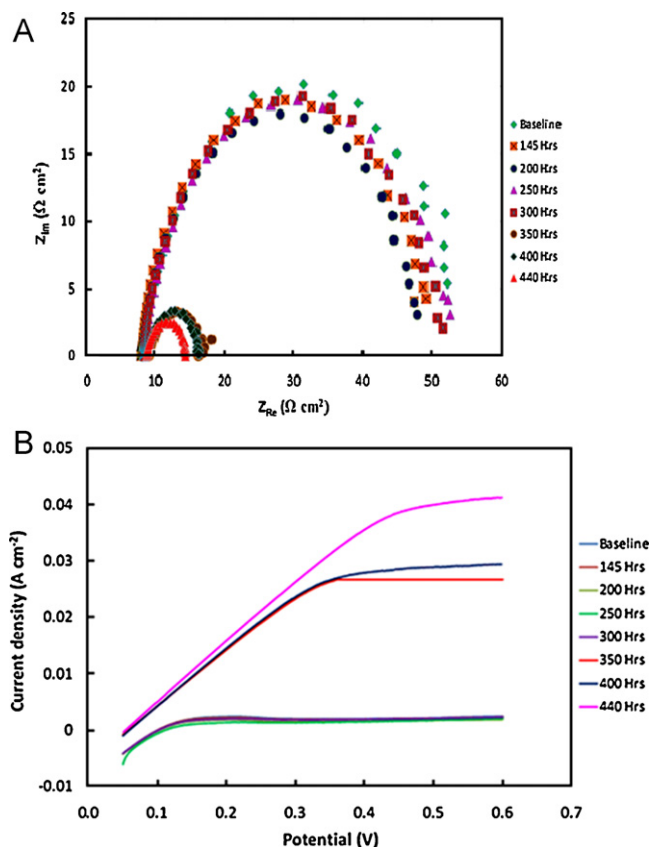 A
25
20
15
10
5
0
Z_Im (Ω cm²)
0 10 20 30 40 50 60
Z_Re (Ω cm²)
Baseline
145 Hrs
200 Hrs
250 Hrs
300 Hrs
350 Hrs
400 Hrs
440 Hrs
B
0.05
0.04
0.03
0.02
0.01
0
-0.01
Current density (A cm⁻²)
0.0 0.1 0.2 0.3 0.4 0.5 0.6 0.7
Potential (V)
Baseline
145 Hrs
200 Hrs
250 Hrs
300 Hrs
350 Hrs
400 Hrs
440 Hrs